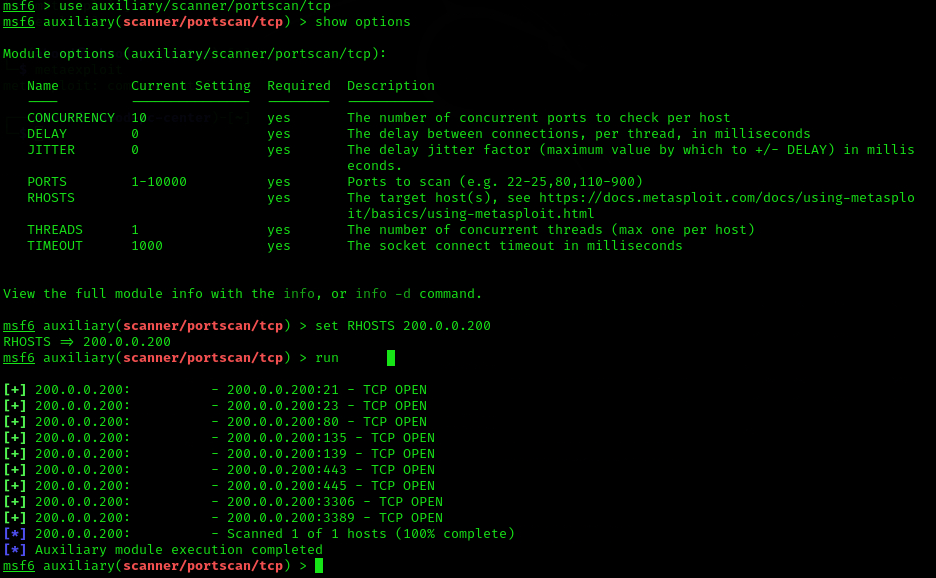 msf6 > use auxiliary/scanner/portscan/tcp
msf6 auxiliary(scanner/portscan/tcp) > show options
Module options (auxiliary/scanner/portscan/tcp):
Name Current Setting Required Description
CONCURRENCY 10 yes The number of concurrent ports to check per host
DELAY 0 yes The delay between connections, per thread, in milliseconds
JITTER 0 yes The delay jitter factor (maximum value by which to +/- DELAY) in millis
econds.
PORTS 1-10000 yes Ports to scan (e.g. 22-25,80,110-900)
RHOSTS yes The target host(s), see https://docs.metasploit.com/docs/using-metasplo
it/basics/using-metasploit.html
THREADS 1 yes The number of concurrent threads (max one per host)
TIMEOUT 1000 yes The socket connect timeout in milliseconds
View the full module info with the info, or info -d command.
msf6 auxiliary(scanner/portscan/tcp) > set RHOSTS 200.0.0.200
RHOSTS => 200.0.0.200
msf6 auxiliary(scanner/portscan/tcp) > run
[+] 200.0.0.200: - 200.0.0.200:21 - TCP OPEN
[+] 200.0.0.200: - 200.0.0.200:23 - TCP OPEN
[+] 200.0.0.200: - 200.0.0.200:80 - TCP OPEN
[+] 200.0.0.200: - 200.0.0.200:135 - TCP OPEN
[+] 200.0.0.200: - 200.0.0.200:139 - TCP OPEN
[+] 200.0.0.200: - 200.0.0.200:443 - TCP OPEN
[+] 200.0.0.200: - 200.0.0.200:445 - TCP OPEN
[+] 200.0.0.200: - 200.0.0.200:3306 - TCP OPEN
[+] 200.0.0.200: - 200.0.0.200:3389 - TCP OPEN
[*] 200.0.0.200: - Scanned 1 of 1 hosts (100% complete)
[*] Auxiliary module execution completed
msf6 auxiliary(scanner/portscan/tcp) >